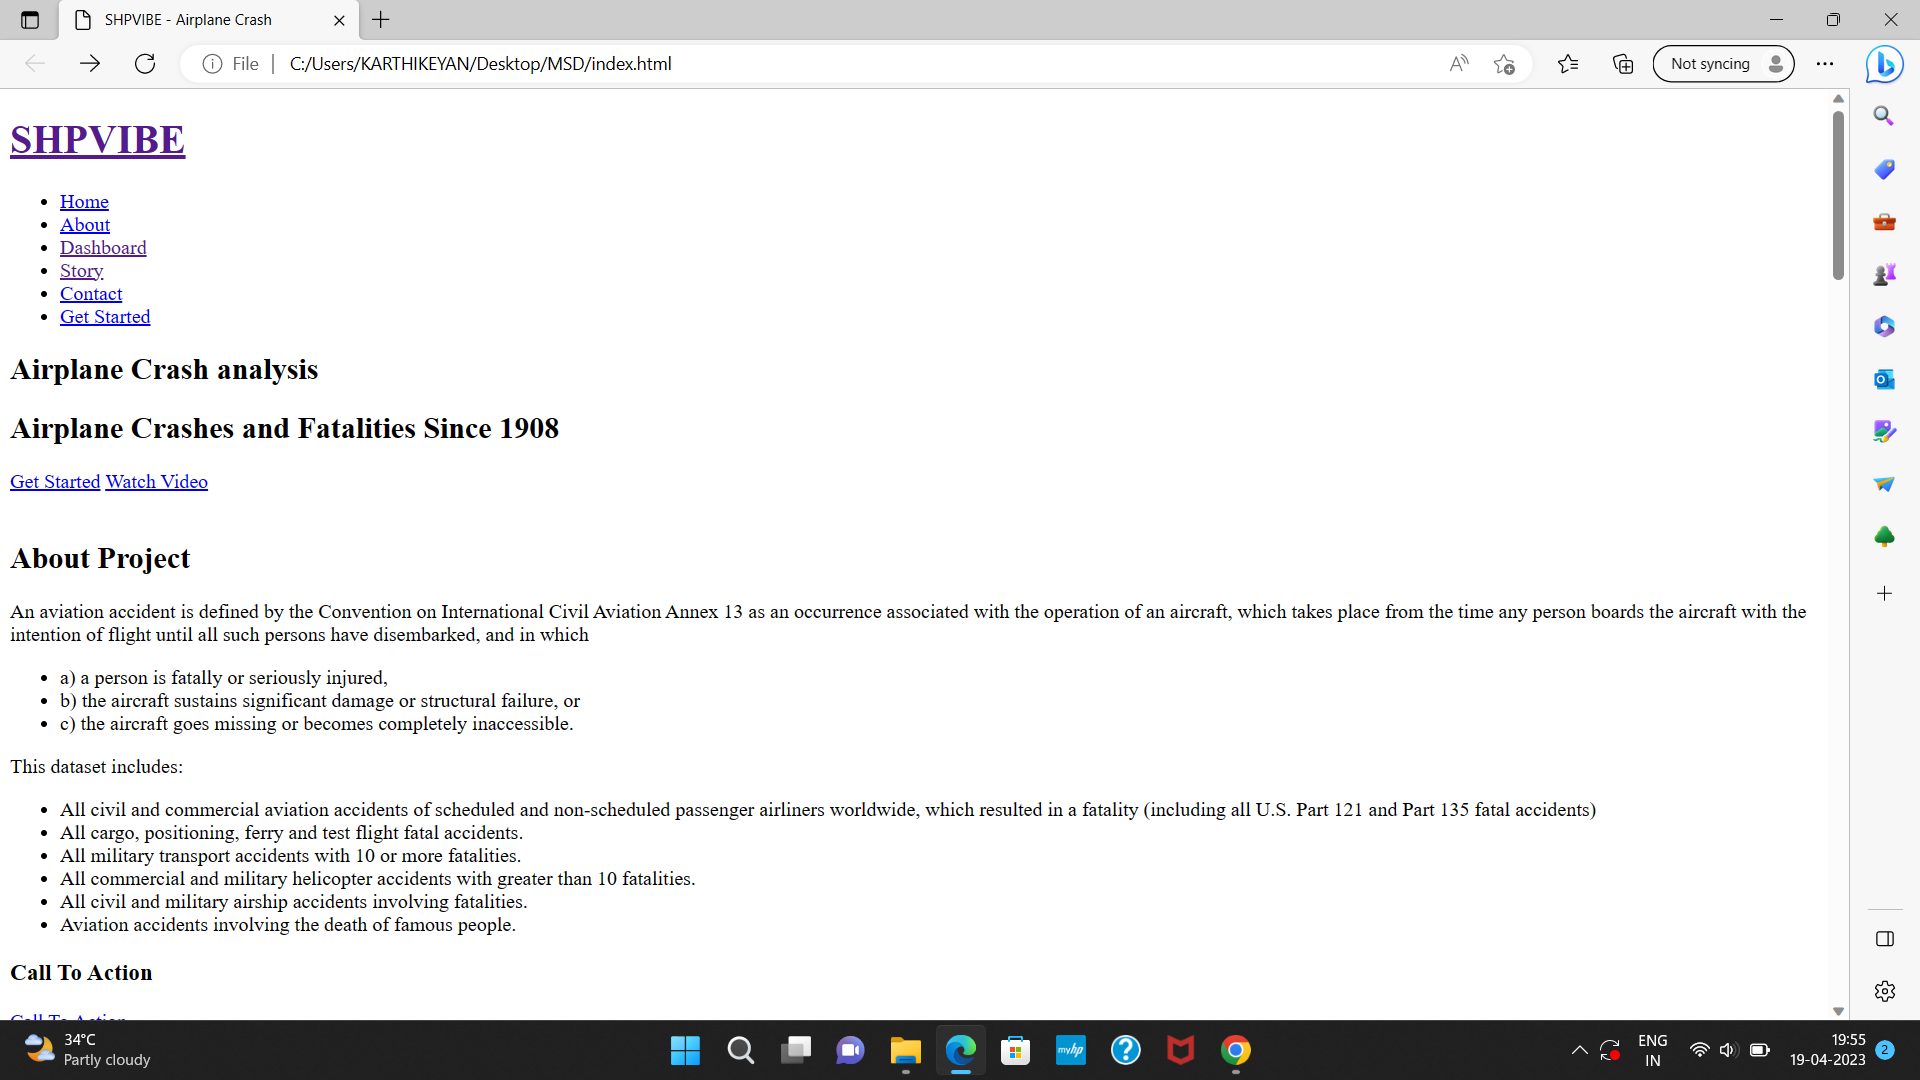 SHPVIBE - Airplane Crash
File
C:/Users/KARTHIKEYAN/Desktop/MSD/index.html
Not syncing
SHPVIBE
Home
About
Dashboard
Story
Contact
Get Started
Airplane Crash analysis
Airplane Crashes and Fatalities Since 1908
Get Started Watch Video
About Project
An aviation accident is defined by the Convention on International Civil Aviation Annex 13 as an occurrence associated with the operation of an aircraft, which takes place from the time any person boards the aircraft with the
intention of flight until all such persons have disembarked, and in which
a) a person is fatally or seriously injured,
b) the aircraft sustains significant damage or structural failure, or
c) the aircraft goes missing or becomes completely inaccessible.
This dataset includes:
All civil and commercial aviation accidents of scheduled and non-scheduled passenger airliners worldwide, which resulted in a fatality (including all U.S. Part 121 and Part 135 fatal accidents)
All cargo, positioning, ferry and test flight fatal accidents.
All military transport accidents with 10 or more fatalities.
All commercial and military helicopter accidents with greater than 10 fatalities.
All civil and military airship accidents involving fatalities.
Aviation accidents involving the death of famous people.
Call To Action
Call To Action
34°C
Partly cloudy
myhp
ENG
IN
19:55
19-04-2023
2